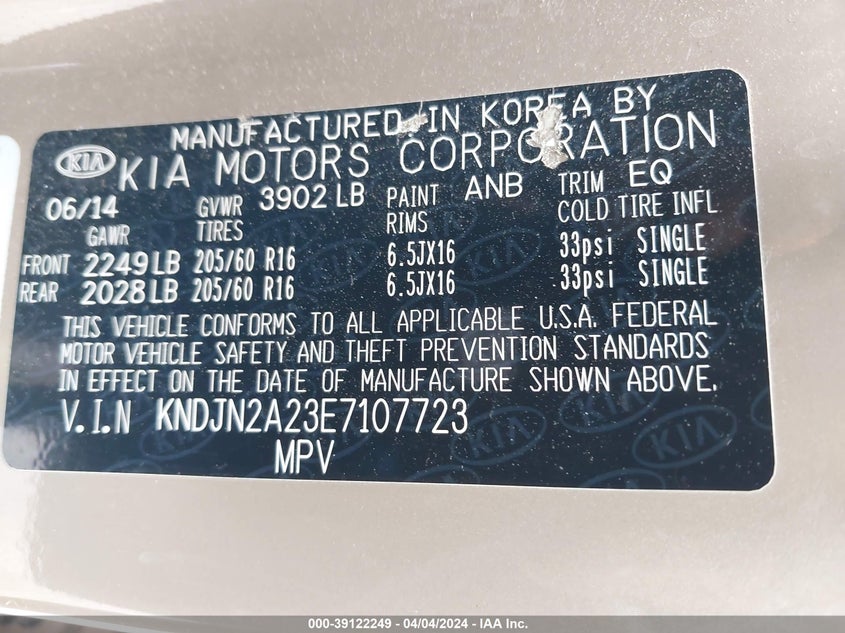 MANUFACTURED IN KOREA BY
KIA KIA MOTORS CORPORATION
06/14 GVWR 3902 LB PAINT ANB TRIM EQ
GAWR TIRES RIMS COLD TIRE INFL
FRONT 2249 LB 205/60 R16 6.5JX16 33psi SINGLE
REAR 2028 LB 205/60 R16 6.5JX16 33psi SINGLE
THIS VEHICLE CONFORMS TO ALL APPLICABLE U.S.A. FEDERAL
MOTOR VEHICLE SAFETY AND THEFT PREVENTION STANDARDS
IN EFFECT ON THE DATE OF MANUFACTURE SHOWN ABOVE.
V.I.N KNDJN2A23E7107723
MPV
000-39122249 - 04/04/2024 - IAA Inc.